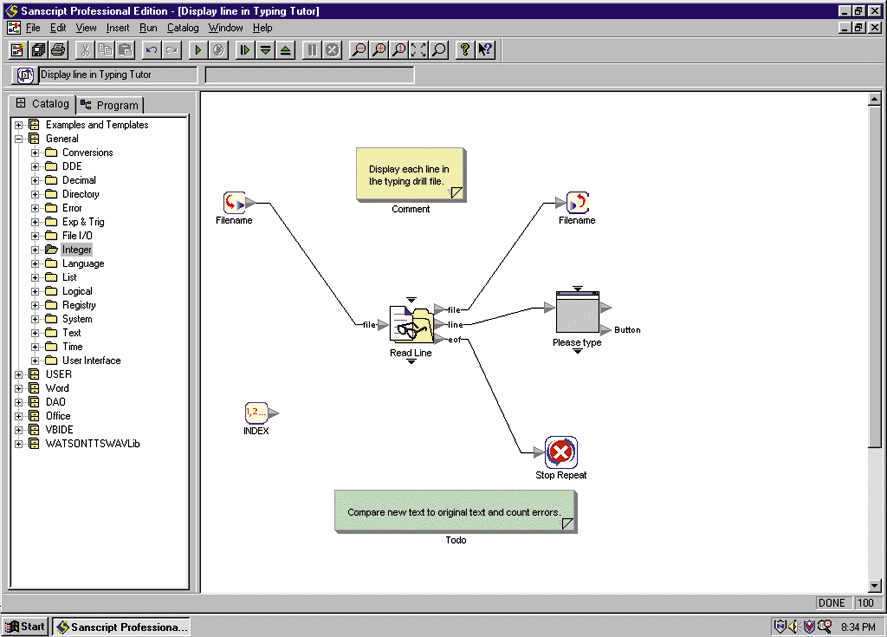 Sanscript Professional Edition - [Display line in Typing Tutor]
File Edit View Insert Run Catalog Window Help
Display line in Typing Tutor
Catalog Program
Examples and Templates
General
Conversions
DDE
Decimal
Directory
Error
Exp & Trig
File I/O
Integer
Language
List
Logical
Registry
System
Text
Time
User Interface
USER
Word
DAO
Office
VBIDE
WATSONTTSWAVLib
Display each line in
the typing drill file.
Comment
Filename
Filename
file
file
line
eof
Read Line
Button
Please type
1,2...
INDEX
Stop Repeat
Compare new text to original text and count errors.
Todo
DONE 100
Start Sanscript Professiona... 8:34 PM